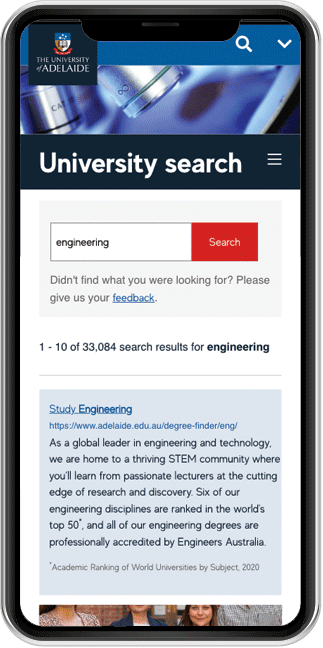 THE UNIVERSITY
of ADELAIDE
University search
engineering
Search
Didn't find what you were looking for? Please
give us your feedback.
1 - 10 of 33,084 search results for engineering
Study Engineering
https://www.adelaide.edu.au/degree-finder/eng/
As a global leader in engineering and technology,
we are home to a thriving STEM community where
you'll learn from passionate lecturers at the cutting
edge of research and discovery. Six of our
engineering disciplines are ranked in the world's
top 50*, and all of our engineering degrees are
professionally accredited by Engineers Australia.
*Academic Ranking of World Universities by Subject, 2020